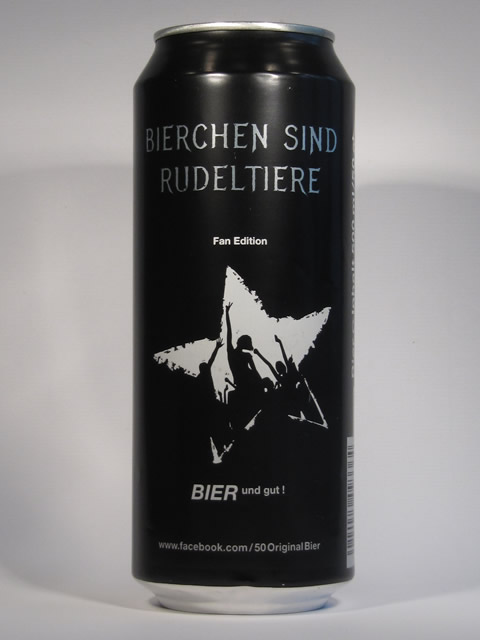 BIERCHEN SIND
RUDELTIERE
Fan Edition
BIER und gut !
www.facebook.com/50OriginalBier